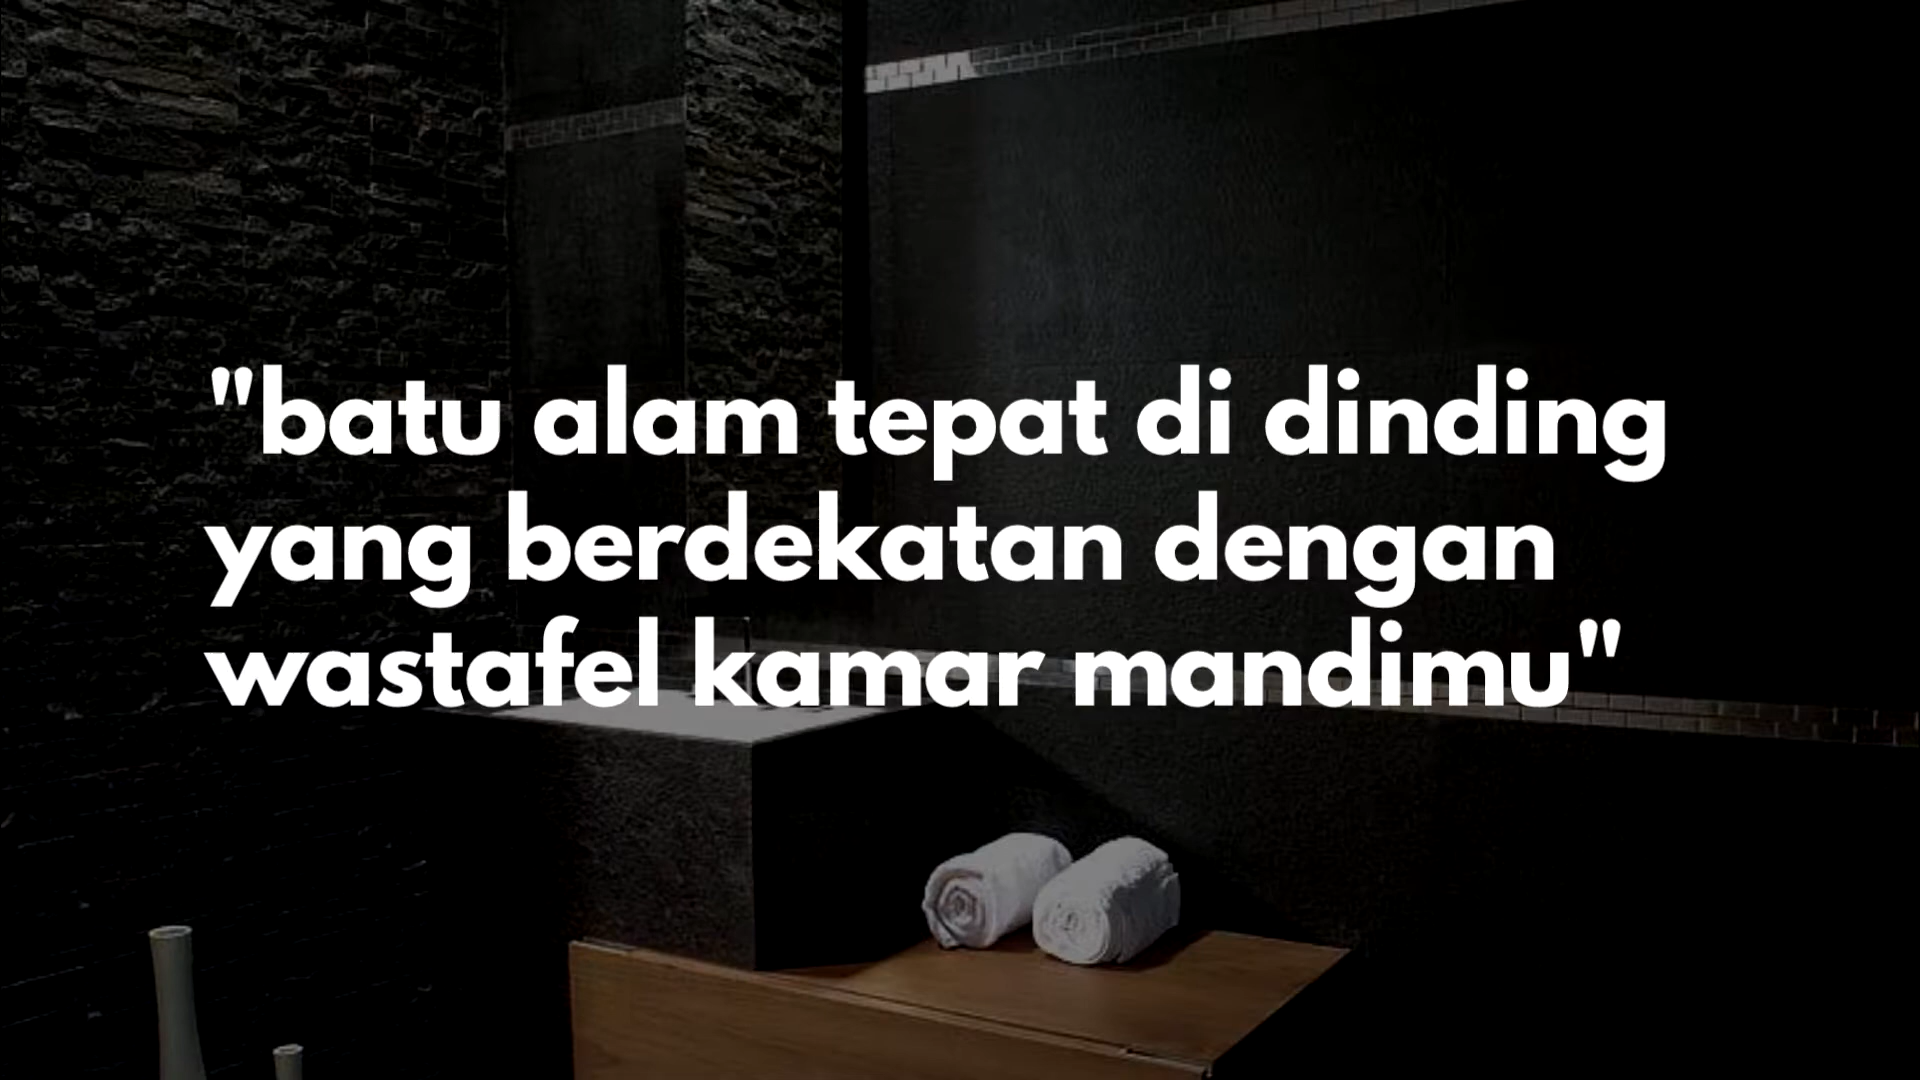 "batu alam tepat di dinding
yang berdekatan dengan
wastafel kamar mandimu"